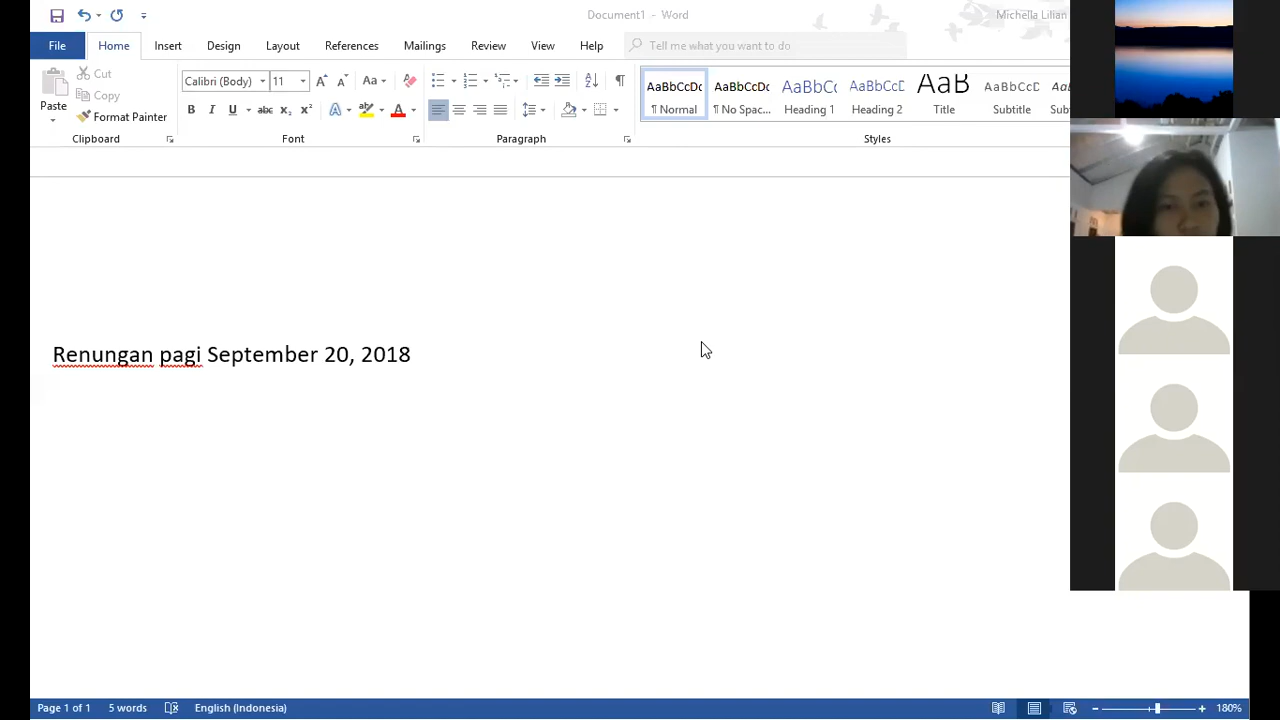 Document1 - Word
Michella Lilian
File Home Insert Design Layout References Mailings Review View Help Tell me what you want to do
Paste
Cut
Copy
Format Painter
Clipboard
Calibri (Body) 11
Font
Paragraph
AaBbCcDc AaBbCcDc AaBbCc AaBbCcD AaB AaBbCcD
¶ Normal ¶ No Spac... Heading 1 Heading 2 Title Subtitle
Styles
Renungan pagi September 20, 2018
Page 1 of 1 5 words English (Indonesia) 180%